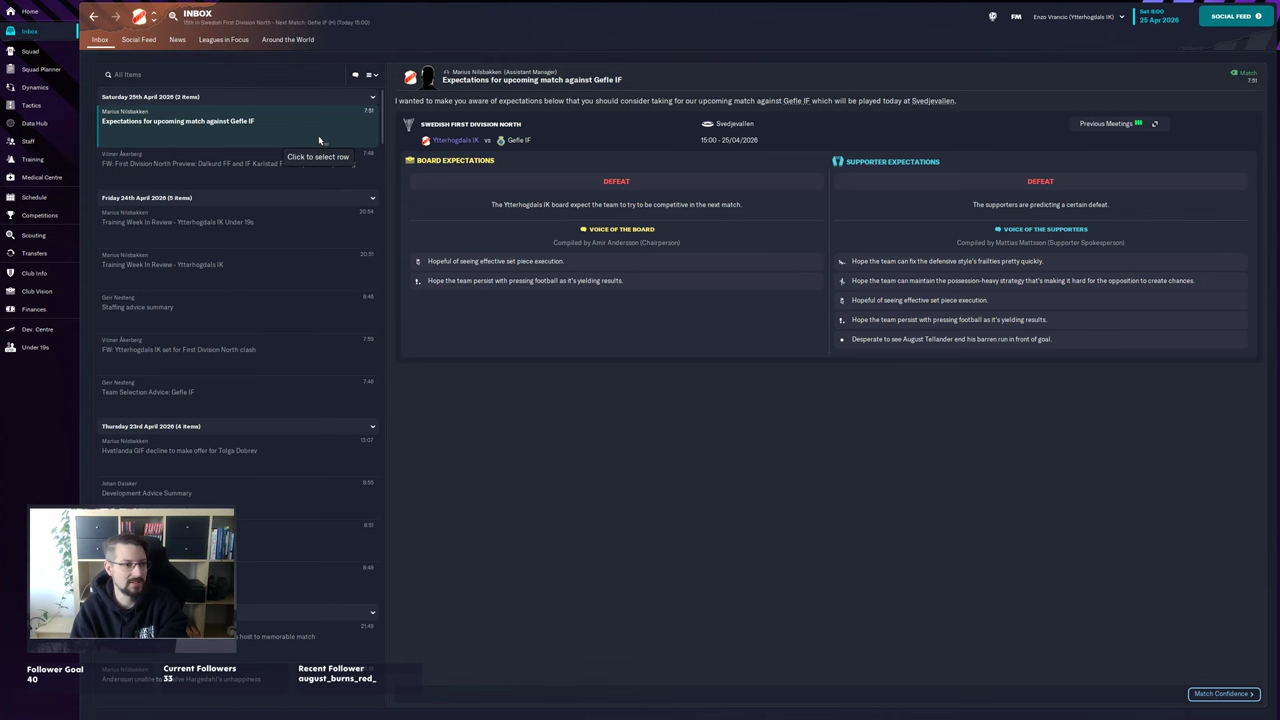 Home
Inbox
Squad
Squad Planner
Dynamics
Tactics
Data Hub
Staff
Training
Medical Centre
Schedule
Competitions
Scouting
Transfers
Club Info
Club Vision
Finances
Dev. Centre
Under 19s
INBOX
15th in Swedish First Division North - Next Match: Gefle IF (H) (Today 15:00)
FM
Enzo Vrancic (Ytterhogdals IK)
Sat 8:00
25 Apr 2026
SOCIAL FEED
Inbox
Social Feed
News
Leagues in Focus
Around the World
All Items
Saturday 25th April 2026 (2 Items)
Marius Nilsbakken
7:51
Expectations for upcoming match against Gefle IF
Click to select row
Vilmer Åkerberg
7:48
FW: First Division North Preview: Dalkurd FF and IF Karlstad F
Friday 24th April 2026 (5 Items)
Marius Nilsbakken
20:54
Training Week In Review - Ytterhogdals IK Under 19s
Marius Nilsbakken
20:51
Training Week In Review - Ytterhogdals IK
Geir Nesteng
8:46
Staffing advice summary
Vilmer Åkerberg
7:59
FW: Ytterhogdals IK set for First Division North clash
Geir Nesteng
7:46
Team Selection Advice: Gefle IF
Thursday 23rd April 2026 (4 Items)
Marius Nilsbakken
13:07
Hvetlanda GIF decline to make offer for Tolga Dobrev
Johan Dalsker
8:55
Development Advice Summary
8:51
8:49
21:49
host to memorable match
Marius Nilsbakken
Andersson unable to
Hargedahl's unhappiness
Marius Nilsbakken (Assistant Manager)
Expectations for upcoming match against Gefle IF
Match
7:51
I wanted to make you aware of expectations below that you should consider taking for our upcoming match against Gefle IF which will be played today at Svedjevallen.
SWEDISH FIRST DIVISION NORTH
Svedjevallen
Ytterhogdals IK vs Gefle IF
15:00 - 25/04/2026
Previous Meetings
BOARD EXPECTATIONS
DEFEAT
The Ytterhogdals IK board expect the team to try to be competitive in the next match.
VOICE OF THE BOARD
Compiled by Amir Andersson (Chairperson)
Hopeful of seeing effective set piece execution.
Hope the team persist with pressing football as it's yielding results.
SUPPORTER EXPECTATIONS
DEFEAT
The supporters are predicting a certain defeat.
VOICE OF THE SUPPORTERS
Compiled by Mattias Mattsson (Supporter Spokesperson)
Hope the team can fix the defensive style's frailties pretty quickly.
Hope the team can maintain the possession-heavy strategy that's making it hard for the opposition to create chances.
Hopeful of seeing effective set piece execution.
Hope the team persist with pressing football as it's yielding results.
Desperate to see August Tellander end his barren run in front of goal.
Match Confidence
Follower Goal
40
Current Followers
33
Recent Follower
august_burns_red_